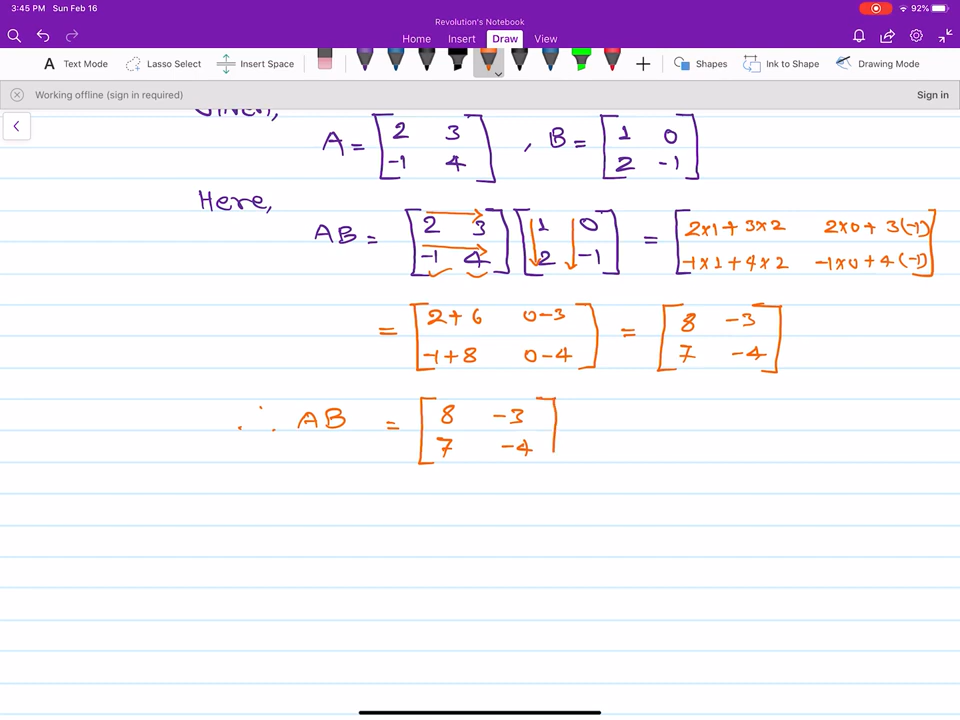 3:45 PM Sun Feb 16 92%
Revolution's Notebook
Home Insert Draw View
A Text Mode Lasso Select Insert Space Shapes Ink to Shape Drawing Mode
Working offline (sign in required) Sign in
Given,
A = [2 3; -1 4], B = [1 0; 2 -1]
Here,
AB = [2 3; -1 4] [1 0; 2 -1] = [2×1+3×2 2×0+3(-1); -1×1+4×2 -1×0+4(-1)]
= [2+6 0-3; -1+8 0-4] = [8 -3; 7 -4]
∴ AB = [8 -3; 7 -4]